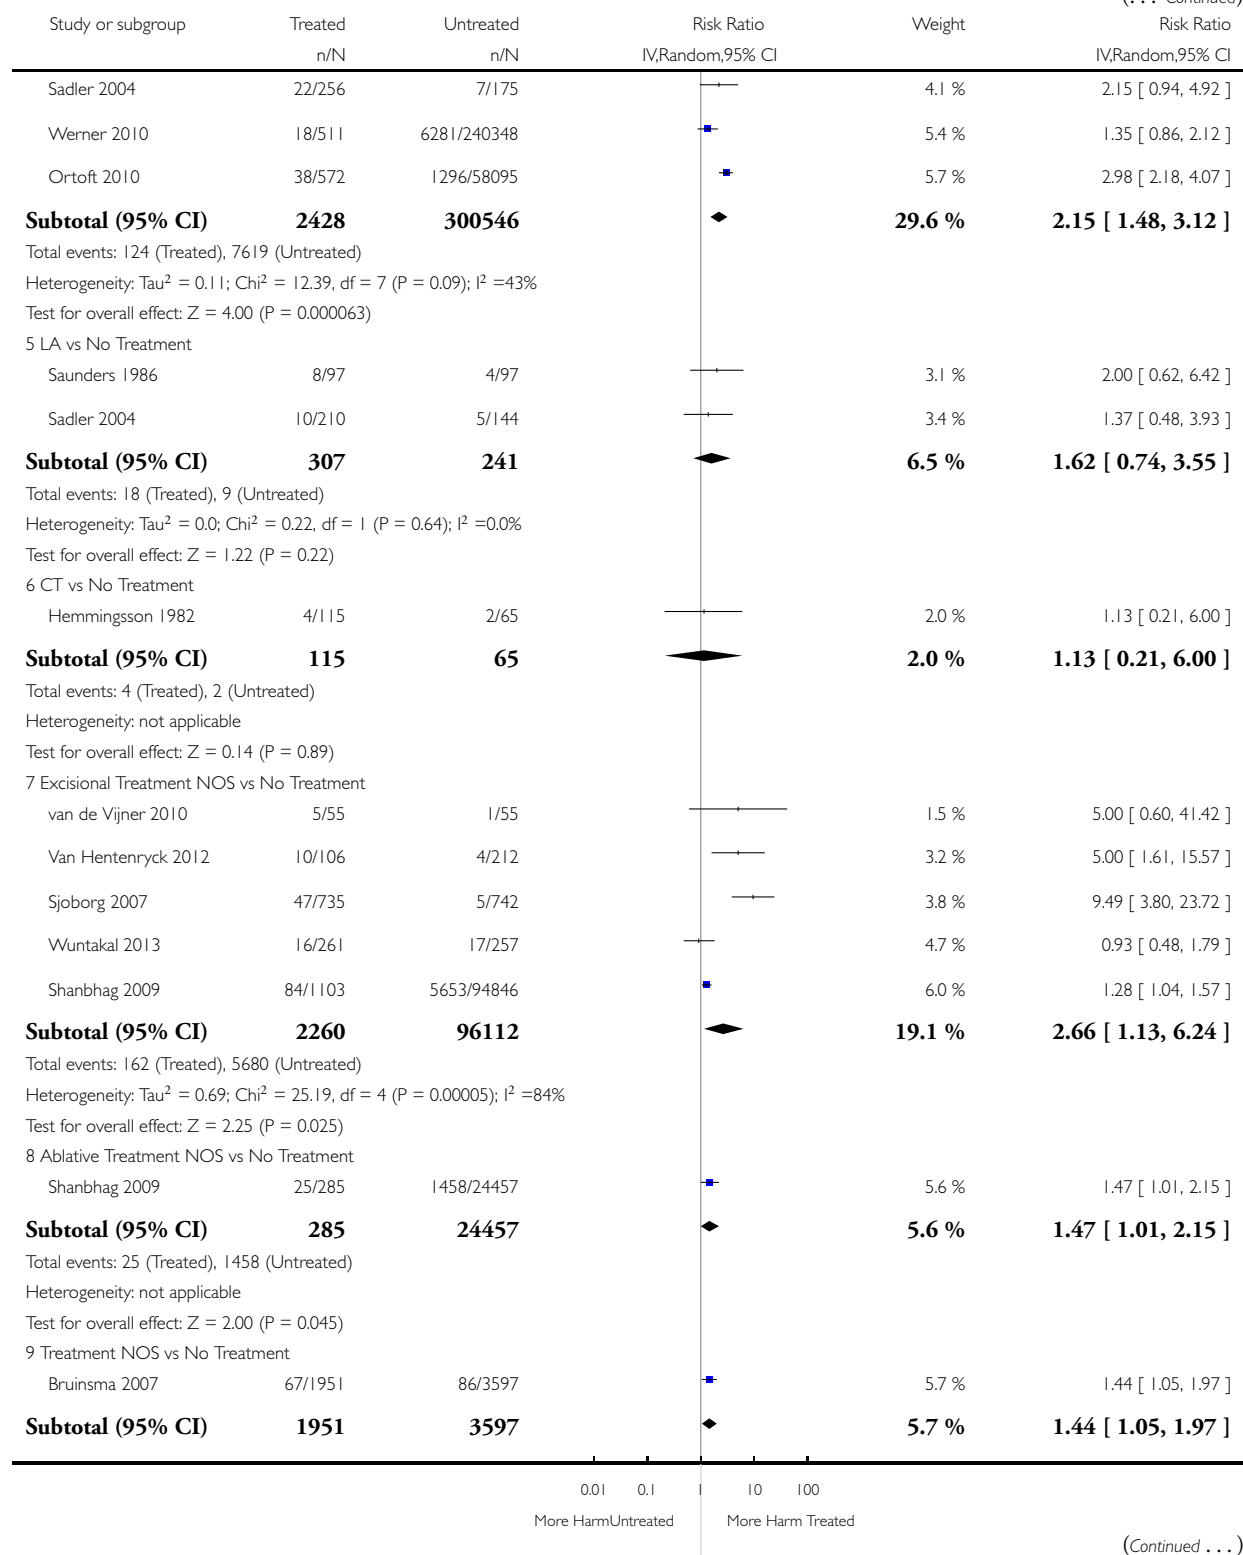 (... Continued)
Study or subgroup Treated Untreated Risk Ratio Weight Risk Ratio
n/N n/N IV,Random,95% CI IV,Random,95% CI
Sadler 2004 22/256 7/175 4.1 % 2.15 [ 0.94, 4.92 ]
Werner 2010 18/511 6281/240348 5.4 % 1.35 [ 0.86, 2.12 ]
Ortoft 2010 38/572 1296/58095 5.7 % 2.98 [ 2.18, 4.07 ]
Subtotal (95% CI) 2428 300546 29.6 % 2.15 [ 1.48, 3.12 ]
Total events: 124 (Treated), 7619 (Untreated)
Heterogeneity: Tau² = 0.11; Chi² = 12.39, df = 7 (P = 0.09); I² =43%
Test for overall effect: Z = 4.00 (P = 0.000063)
5 LA vs No Treatment
Saunders 1986 8/97 4/97 3.1 % 2.00 [ 0.62, 6.42 ]
Sadler 2004 10/210 5/144 3.4 % 1.37 [ 0.48, 3.93 ]
Subtotal (95% CI) 307 241 6.5 % 1.62 [ 0.74, 3.55 ]
Total events: 18 (Treated), 9 (Untreated)
Heterogeneity: Tau² = 0.0; Chi² = 0.22, df = 1 (P = 0.64); I² =0.0%
Test for overall effect: Z = 1.22 (P = 0.22)
6 CT vs No Treatment
Hemmingsson 1982 4/115 2/65 2.0 % 1.13 [ 0.21, 6.00 ]
Subtotal (95% CI) 115 65 2.0 % 1.13 [ 0.21, 6.00 ]
Total events: 4 (Treated), 2 (Untreated)
Heterogeneity: not applicable
Test for overall effect: Z = 0.14 (P = 0.89)
7 Excisional Treatment NOS vs No Treatment
van de Vijner 2010 5/55 1/55 1.5 % 5.00 [ 0.60, 41.42 ]
Van Hentenryck 2012 10/106 4/212 3.2 % 5.00 [ 1.61, 15.57 ]
Sjoborg 2007 47/735 5/742 3.8 % 9.49 [ 3.80, 23.72 ]
Wuntakal 2013 16/261 17/257 4.7 % 0.93 [ 0.48, 1.79 ]
Shanbhag 2009 84/1103 5653/94846 6.0 % 1.28 [ 1.04, 1.57 ]
Subtotal (95% CI) 2260 96112 19.1 % 2.66 [ 1.13, 6.24 ]
Total events: 162 (Treated), 5680 (Untreated)
Heterogeneity: Tau² = 0.69; Chi² = 25.19, df = 4 (P = 0.00005); I² =84%
Test for overall effect: Z = 2.25 (P = 0.025)
8 Ablative Treatment NOS vs No Treatment
Shanbhag 2009 25/285 1458/24457 5.6 % 1.47 [ 1.01, 2.15 ]
Subtotal (95% CI) 285 24457 5.6 % 1.47 [ 1.01, 2.15 ]
Total events: 25 (Treated), 1458 (Untreated)
Heterogeneity: not applicable
Test for overall effect: Z = 2.00 (P = 0.045)
9 Treatment NOS vs No Treatment
Bruinsma 2007 67/1951 86/3597 5.7 % 1.44 [ 1.05, 1.97 ]
Subtotal (95% CI) 1951 3597 5.7 % 1.44 [ 1.05, 1.97 ]
0.01 0.1 1 10 100
More HarmUntreated More Harm Treated
(Continued ...)